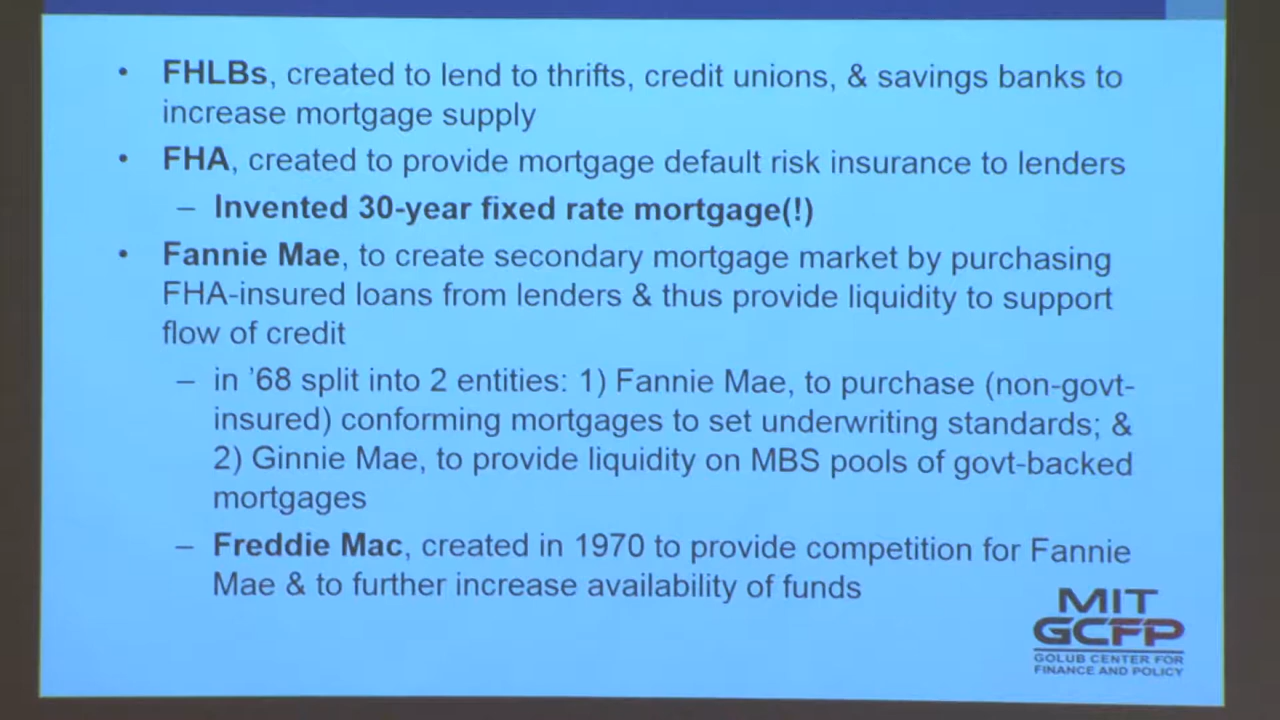 • FHLBs, created to lend to thrifts, credit unions, & savings banks to
increase mortgage supply
• FHA, created to provide mortgage default risk insurance to lenders
– Invented 30-year fixed rate mortgage(!)
• Fannie Mae, to create secondary mortgage market by purchasing
FHA-insured loans from lenders & thus provide liquidity to support
flow of credit
– in ’68 split into 2 entities: 1) Fannie Mae, to purchase (non-govt-
insured) conforming mortgages to set underwriting standards; &
2) Ginnie Mae, to provide liquidity on MBS pools of govt-backed
mortgages
– Freddie Mac, created in 1970 to provide competition for Fannie
Mae & to further increase availability of funds
MIT
GCFP
GOLUB CENTER FOR
FINANCE AND POLICY